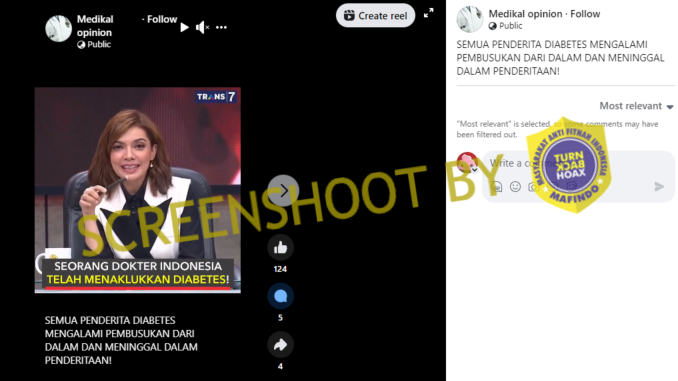 Medikal opinion · Follow
Public
Create reel
TRANS 7
SEORANG DOKTER INDONESIA
TELAH MENAKLUKKAN DIABETES!
124
5
4
SEMUA PENDERITA DIABETES
MENGALAMI PEMBUSUKAN DARI
DALAM DAN MENINGGAL DALAM
PENDERITAAN!
Medikal opinion · Follow
Public
SEMUA PENDERITA DIABETES MENGALAMI
PEMBUSUKAN DARI DALAM DAN MENINGGAL
DALAM PENDERITAAN!
Most relevant
"Most relevant" is selected, so some comments may have
been filtered out.
Write a
SCREENSHOOT BY
MASYARAKAT ANTI FITNAH INDONESIA
TURN
BACK
HOAX
MAFINDO